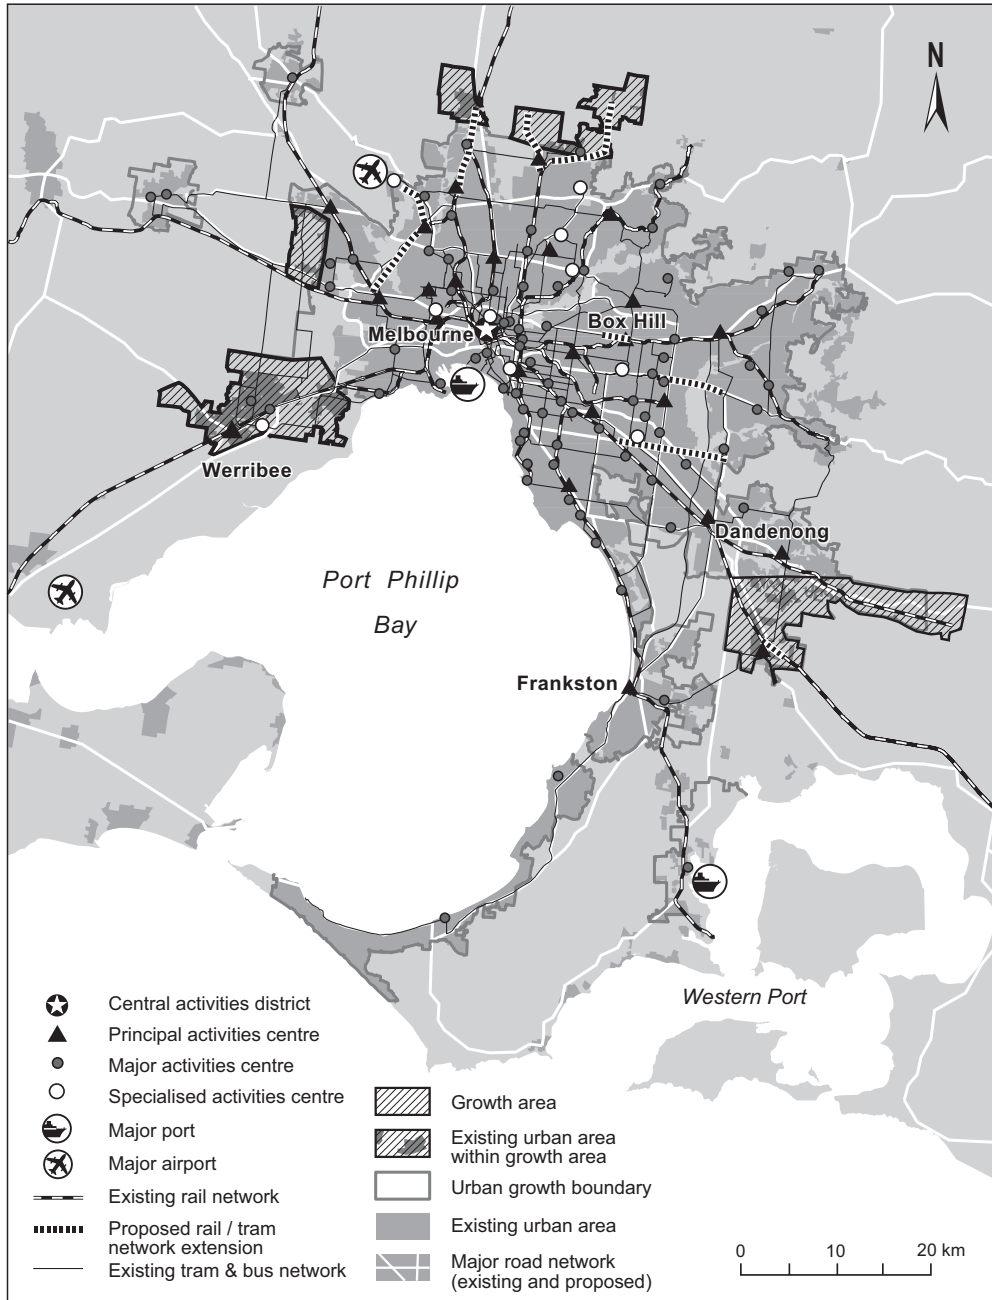 N
Melbourne
Box Hill
Werribee
Dandenong
Port Phillip
Bay
Frankston
Western Port
Central activities district
Principal activities centre
Major activities centre
Specialised activities centre
Major port
Major airport
Existing rail network
Proposed rail / tram
network extension
Existing tram & bus network
Growth area
Existing urban area
within growth area
Urban growth boundary
Existing urban area
Major road network
(existing and proposed)
0 10 20 km